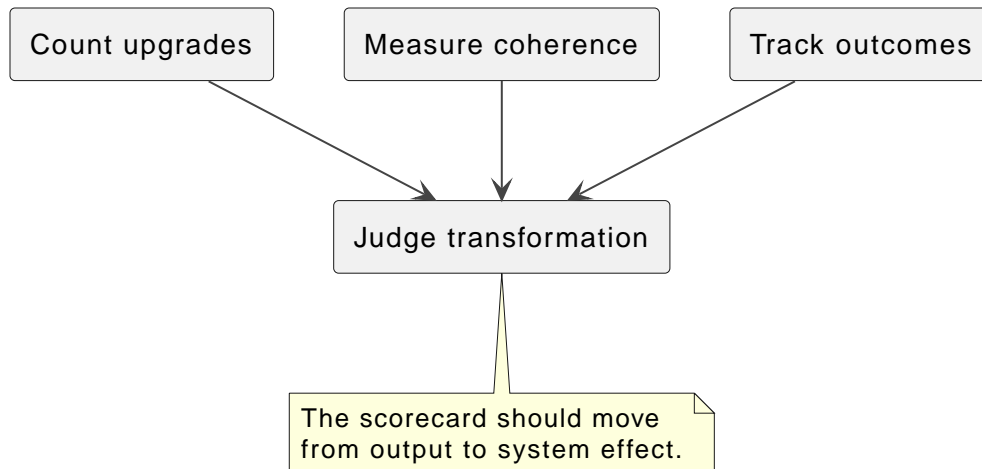 Count upgrades
Measure coherence
Track outcomes
Judge transformation
The scorecard should move
from output to system effect.